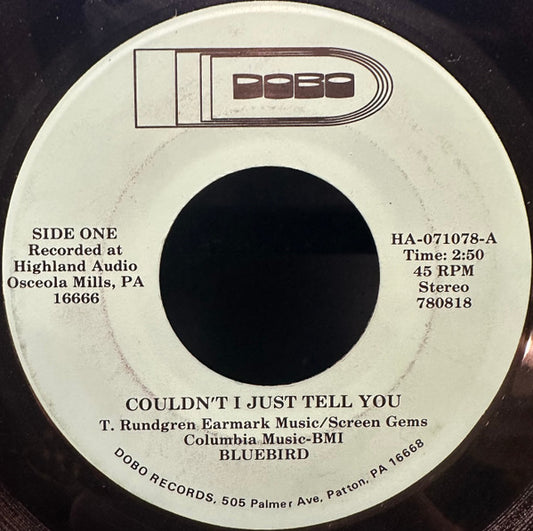 DOBO
SIDE ONE
Recorded at
Highland Audio
Osceola Mills, PA
16666
HA-071078-A
Time: 2:50
45 RPM
Stereo
780818
COULDN'T I JUST TELL YOU
T. Rundgren Earmark Music/Screen Gems
Columbia Music-BMI
BLUEBIRD
DOBO RECORDS, 505 Palmer Ave, Patton, PA 16668